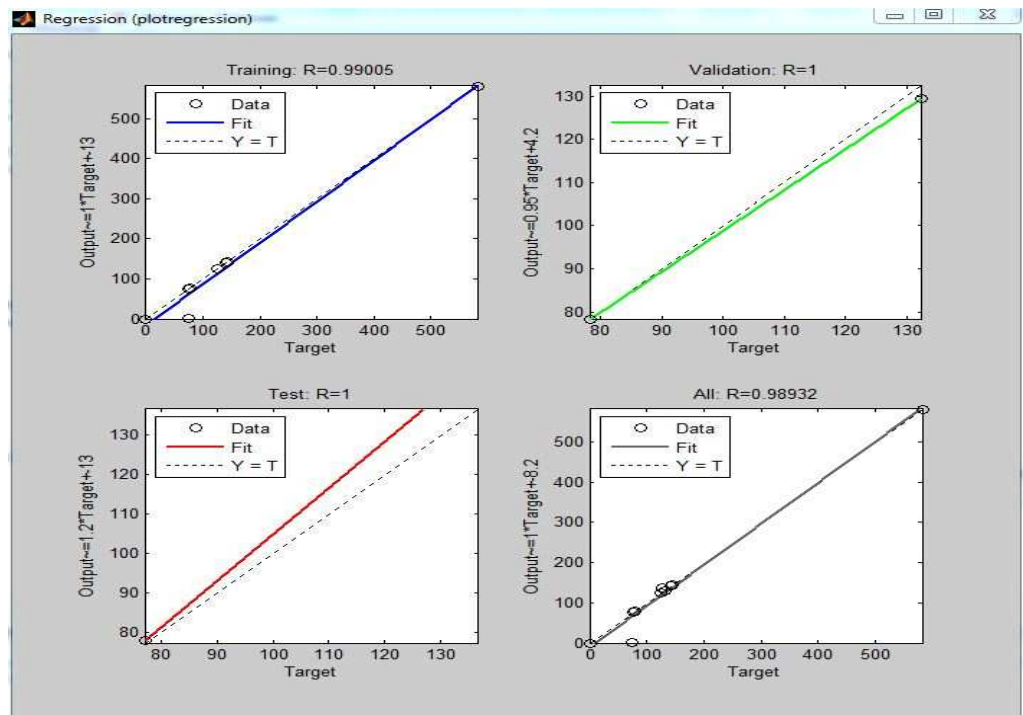 Regression (plotregression)
Training: R=0.99005
Data
Fit
Y = T
Output~=1*Target+-13
500
400
300
200
100
0
0 100 200 300 400 500
Target
Validation: R=1
Data
Fit
Y = T
Output~=0.95*Target+4.2
130
120
110
100
90
80
80 90 100 110 120 130
Target
Test: R=1
Data
Fit
Y = T
Output~=1.2*Target+-13
130
120
110
100
90
80
80 90 100 110 120 130
Target
All: R=0.98932
Data
Fit
Y = T
Output~=1*Target+-8.2
500
400
300
200
100
0
0 100 200 300 400 500
Target